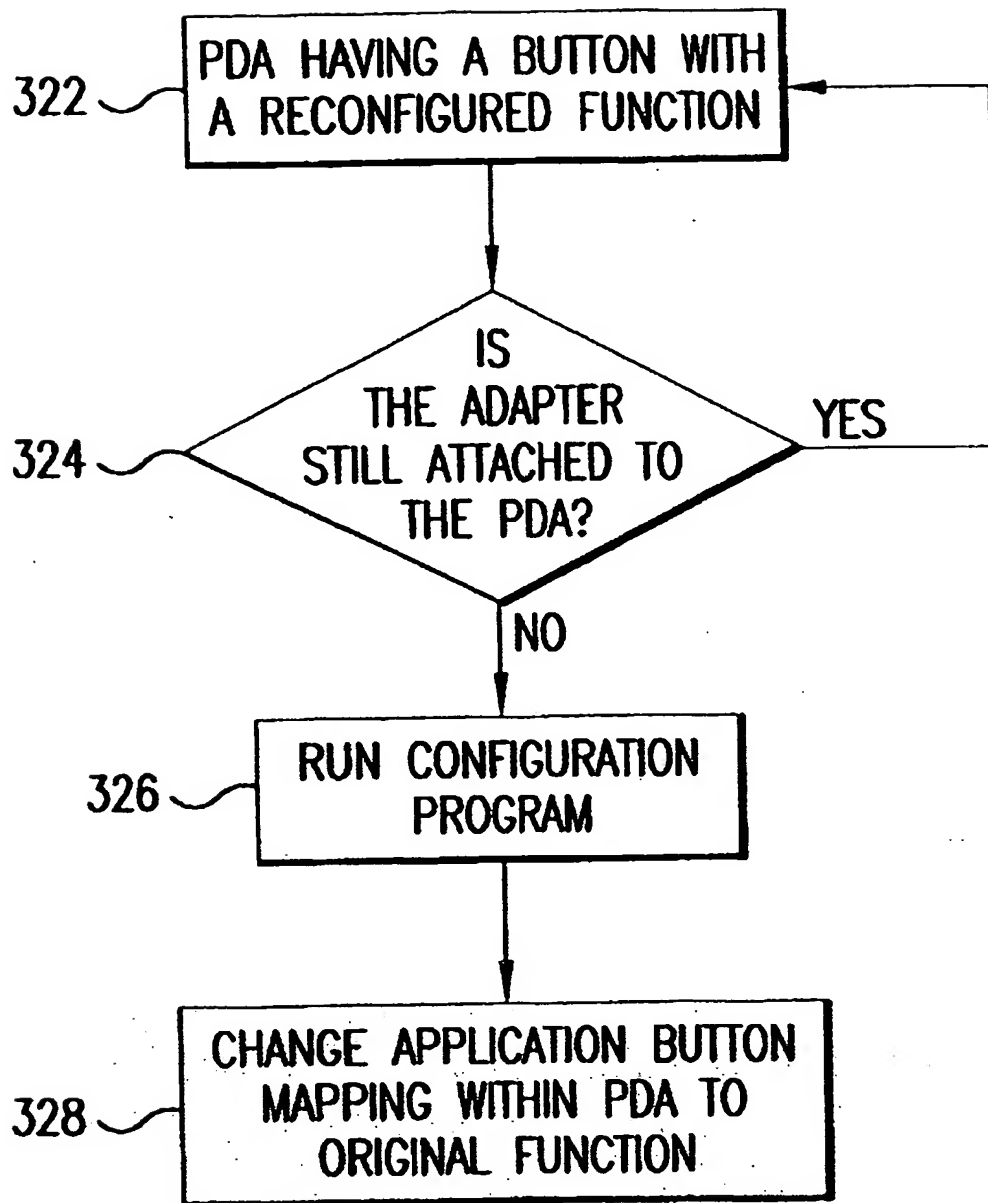 PDA HAVING A BUTTON WITH
A RECONFIGURED FUNCTION
322
IS
THE ADAPTER
STILL ATTACHED TO
THE PDA?
324
YES
NO
RUN CONFIGURATION
PROGRAM
326
CHANGE APPLICATION BUTTON
MAPPING WITHIN PDA TO
ORIGINAL FUNCTION
328